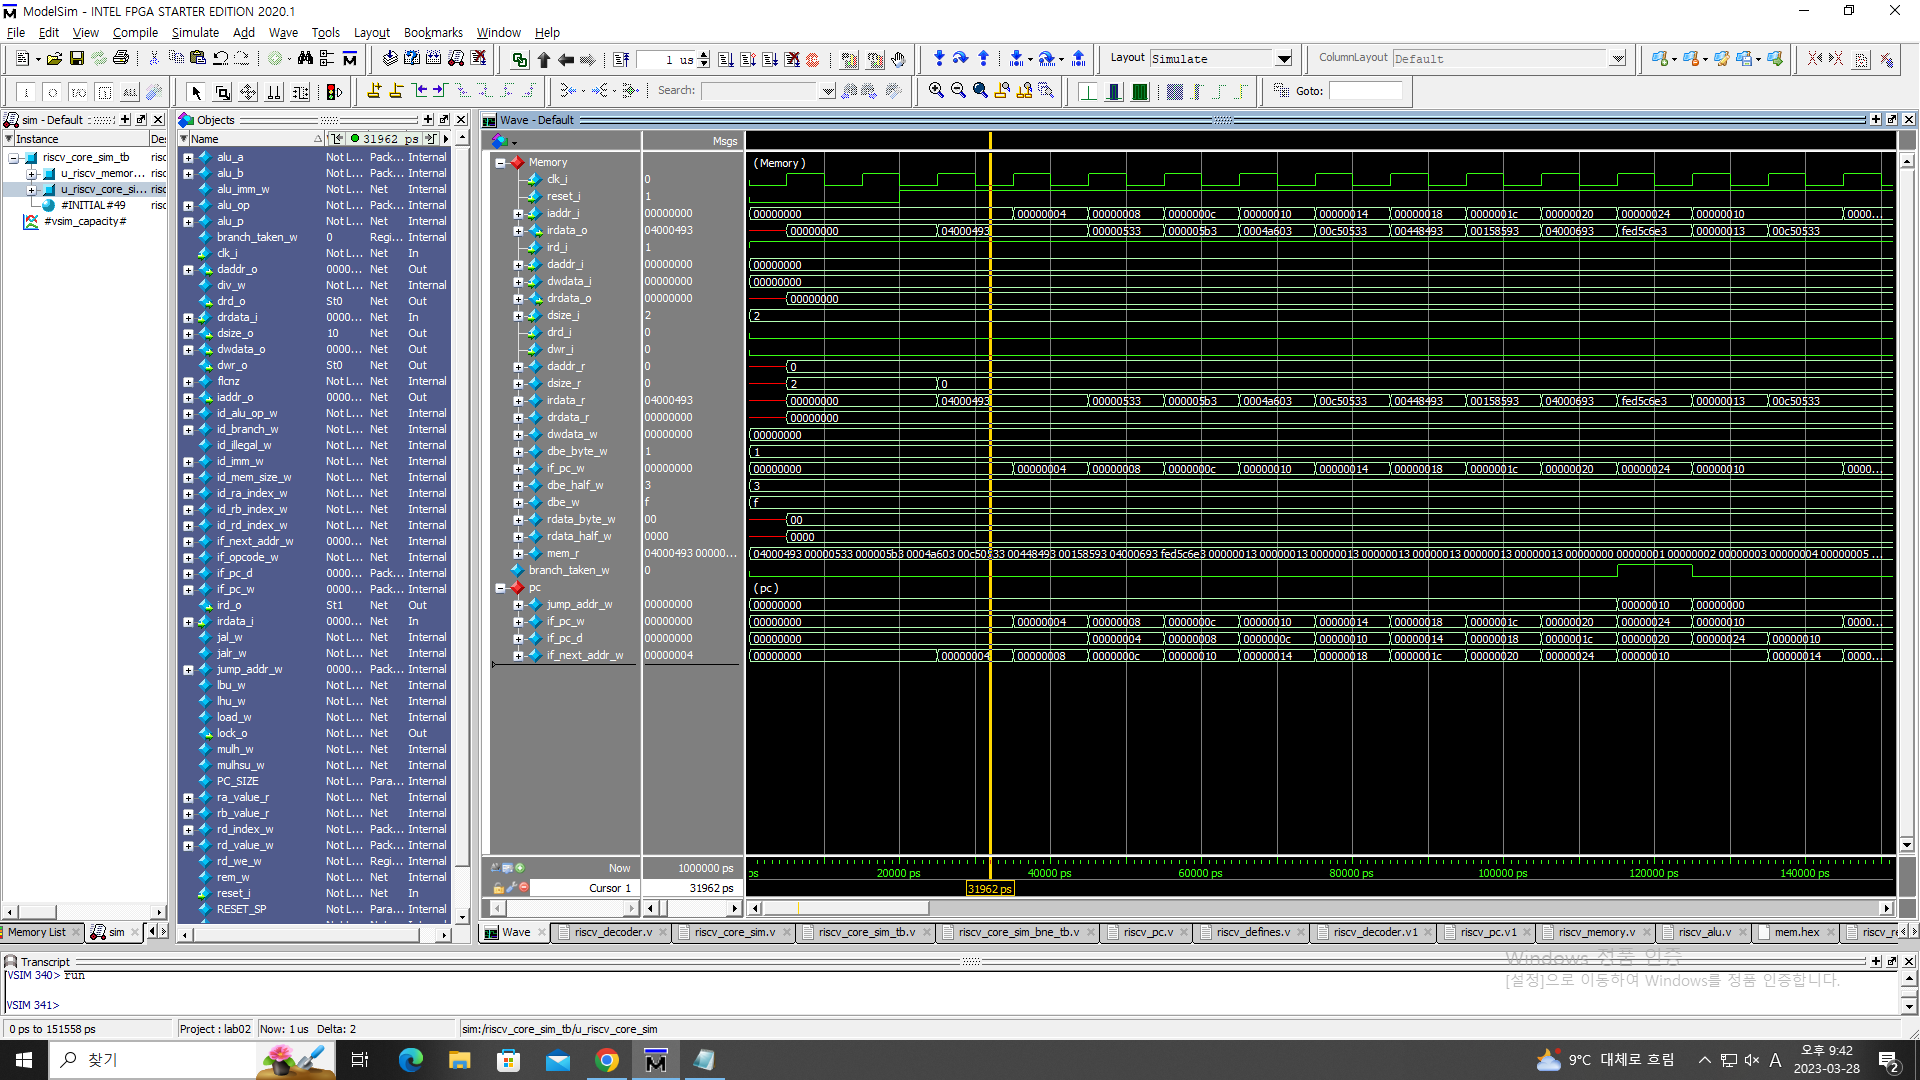 ModelSim - INTEL FPGA STARTER EDITION 2020.1
File Edit View Compile Simulate Add Wave Tools Layout Bookmarks Window Help
1 us
Layout Simulate
ColumnLayout Default
Search:
Goto:
sim - Default
Instance
riscv_core_sim_tb risc
u_riscv_memor... risc
u_riscv_core_si... risc
#INITIAL#49 risc
#vsim_capacity#
Objects
Name 31962 ps
alu_a Not L... Pack... Internal
alu_b Not L... Pack... Internal
alu_imm_w Not L... Net Internal
alu_op Not L... Pack... Internal
alu_p Not L... Net Internal
branch_taken_w 0 Regi... Internal
clk_i Not L... Net In
daddr_o 0000... Net Out
div_w Not L... Net Internal
drd_o St0 Net Out
drdata_i 0000... Net In
dsize_o 10 Net Out
dwdata_o 0000... Net Out
dwr_o St0 Net Out
flcnz Not L... Net Internal
iaddr_o 0000... Net Out
id_alu_op_w Not L... Net Internal
id_branch_w Not L... Net Internal
id_illegal_w Not L... Net Internal
id_imm_w Not L... Net Internal
id_mem_size_w Not L... Net Internal
id_ra_index_w Not L... Net Internal
id_rb_index_w Not L... Net Internal
id_rd_index_w Not L... Net Internal
if_next_addr_w 0000... Net Internal
if_opcode_w Not L... Net Internal
if_pc_d 0000... Pack... Internal
if_pc_w 0000... Pack... Internal
ird_o St1 Net Out
irdata_i 0000... Net In
jal_w Not L... Net Internal
jalr_w Not L... Net Internal
jump_addr_w 0000... Pack... Internal
lbu_w Not L... Net Internal
lhu_w Not L... Net Internal
load_w Not L... Net Internal
lock_o Not L... Net Out
mulh_w Not L... Net Internal
mulhsu_w Not L... Net Internal
PC_SIZE Not L... Para... Internal
ra_value_r Not L... Net Internal
rb_value_r Not L... Net Internal
rd_index_w Not L... Pack... Internal
rd_value_w Not L... Pack... Internal
rd_we_w Not L... Regi... Internal
rem_w Not L... Net Internal
reset_i Not L... Net In
RESET_SP Not L... Para... Internal
Wave - Default
Msgs
Memory (Memory)
clk_i 0
reset_i 1
iaddr_i 00000000 00000000 00000004 00000008 0000000c 00000010 00000014 00000018 0000001c 00000020 00000024 00000010 0000...
irdata_o 04000493 00000000 04000493 00000533 000005b3 0004a603 00c50533 00448493 00158593 04000693 fed5c6e3 00000013 00c50533
ird_i 1
daddr_i 00000000 00000000
dwdata_i 00000000 00000000
drdata_o 00000000 00000000
dsize_i 2 2
drd_i 0
dwr_i 0
daddr_r 0 0
dsize_r 0 2 0
irdata_r 04000493 00000000 04000493 00000533 000005b3 0004a603 00c50533 00448493 00158593 04000693 fed5c6e3 00000013 00c50533
drdata_r 00000000 00000000
dwdata_w 00000000 00000000
dbe_byte_w 1 1
if_pc_w 00000000 00000000 00000004 00000008 0000000c 00000010 00000014 00000018 0000001c 00000020 00000024 00000010 0000...
dbe_half_w 3 3
dbe_w f f
rdata_byte_w 00 00
rdata_half_w 0000 0000
mem_r 04000493 00000... 04000493 00000533 000005b3 0004a603 00c50533 00448493 00158593 04000693 fed5c6e3 00000013 00000013 00000013 00000013 00000013 00000013 00000000 00000001 00000002 00000003 00000004 00000005 ...
branch_taken_w 0
pc (pc)
jump_addr_w 00000000 00000000 00000010 00000000
if_pc_w 00000000 00000000 00000004 00000008 0000000c 00000010 00000014 00000018 0000001c 00000020 00000024 00000010 0000...
if_pc_d 00000000 00000000 00000004 00000008 0000000c 00000010 00000014 00000018 0000001c 00000020 00000024 00000010
if_next_addr_w 00000004 00000000 00000004 00000008 0000000c 00000010 00000014 00000018 0000001c 00000020 00000024 00000010 00000014 0000...
Now 1000000 ps
ps 20000 ps 40000 ps 60000 ps 80000 ps 100000 ps 120000 ps 140000 ps
Cursor 1 31962 ps
31962 ps
Memory List sim
Wave riscv_decoder.v riscv_core_sim.v riscv_core_sim_tb.v riscv_core_sim_bne_tb.v riscv_pc.v riscv_defines.v riscv_decoder.v1 riscv_pc.v1 riscv_memory.v riscv_alu.v mem.hex riscv_re
Transcript
VSIM 340> run
VSIM 341>
Windows 정품 인증
[설정]으로 이동하여 Windows를 정품 인증합니다.
0 ps to 151558 ps Project : lab02 Now: 1 us Delta: 2 sim:/riscv_core_sim_tb/u_riscv_core_sim
찾기
9°C 대체로 흐림
A
오후 9:42
2023-03-28
2